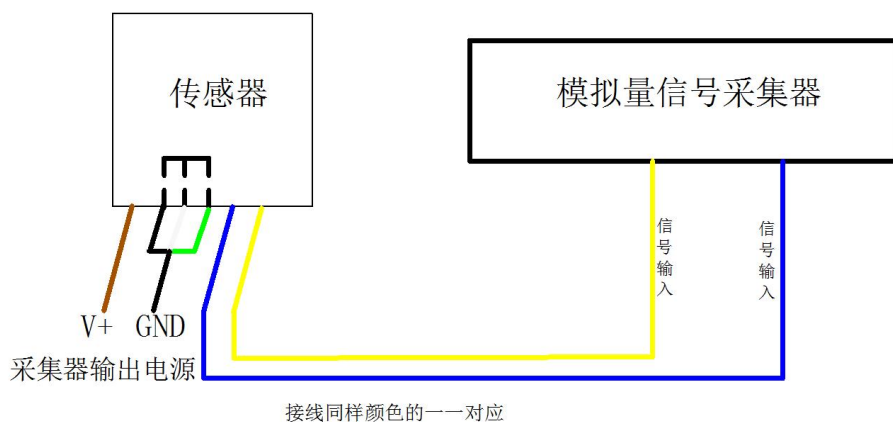 传感器
模拟量信号采集器
信号输入
信号输入
V+ GND
采集器输出电源
接线同样颜色的一一对应